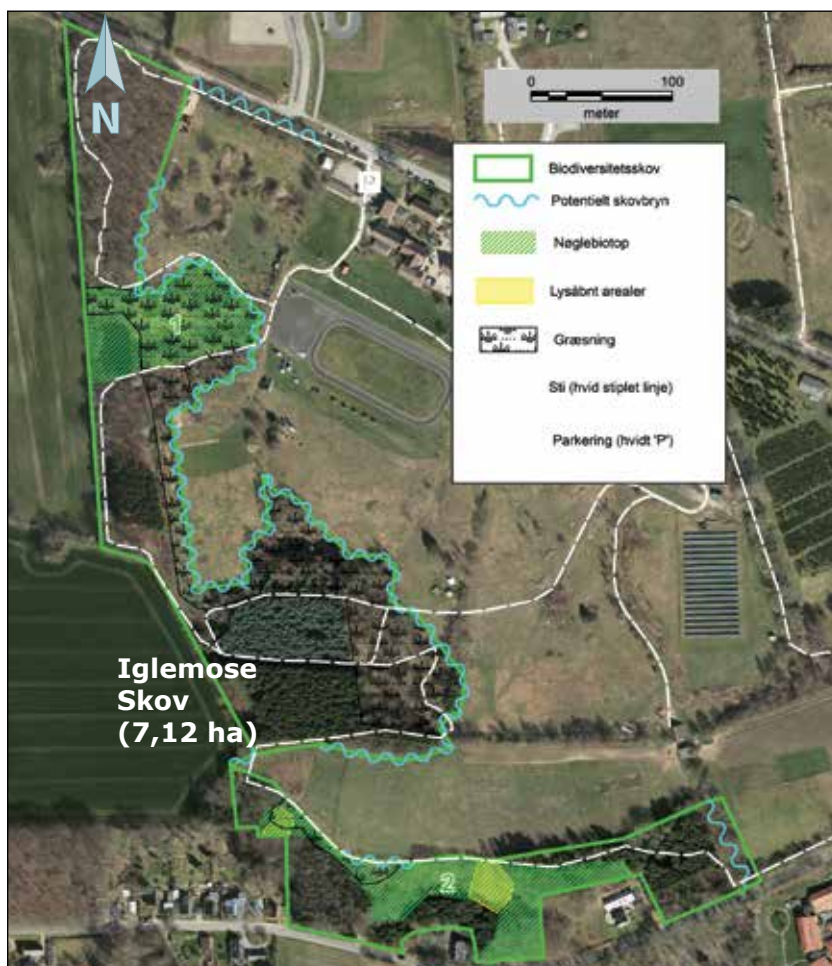 N
0
100
meter
Biodiversitetsskov
Potentielt skovbryn
Nøglebiotop
Lysåbnt arealer
Græsning
Sti (hvid stiplet linje)
Parkering (hvidt 'P')
P
1
Iglemose
Skov
(7,12 ha)
2